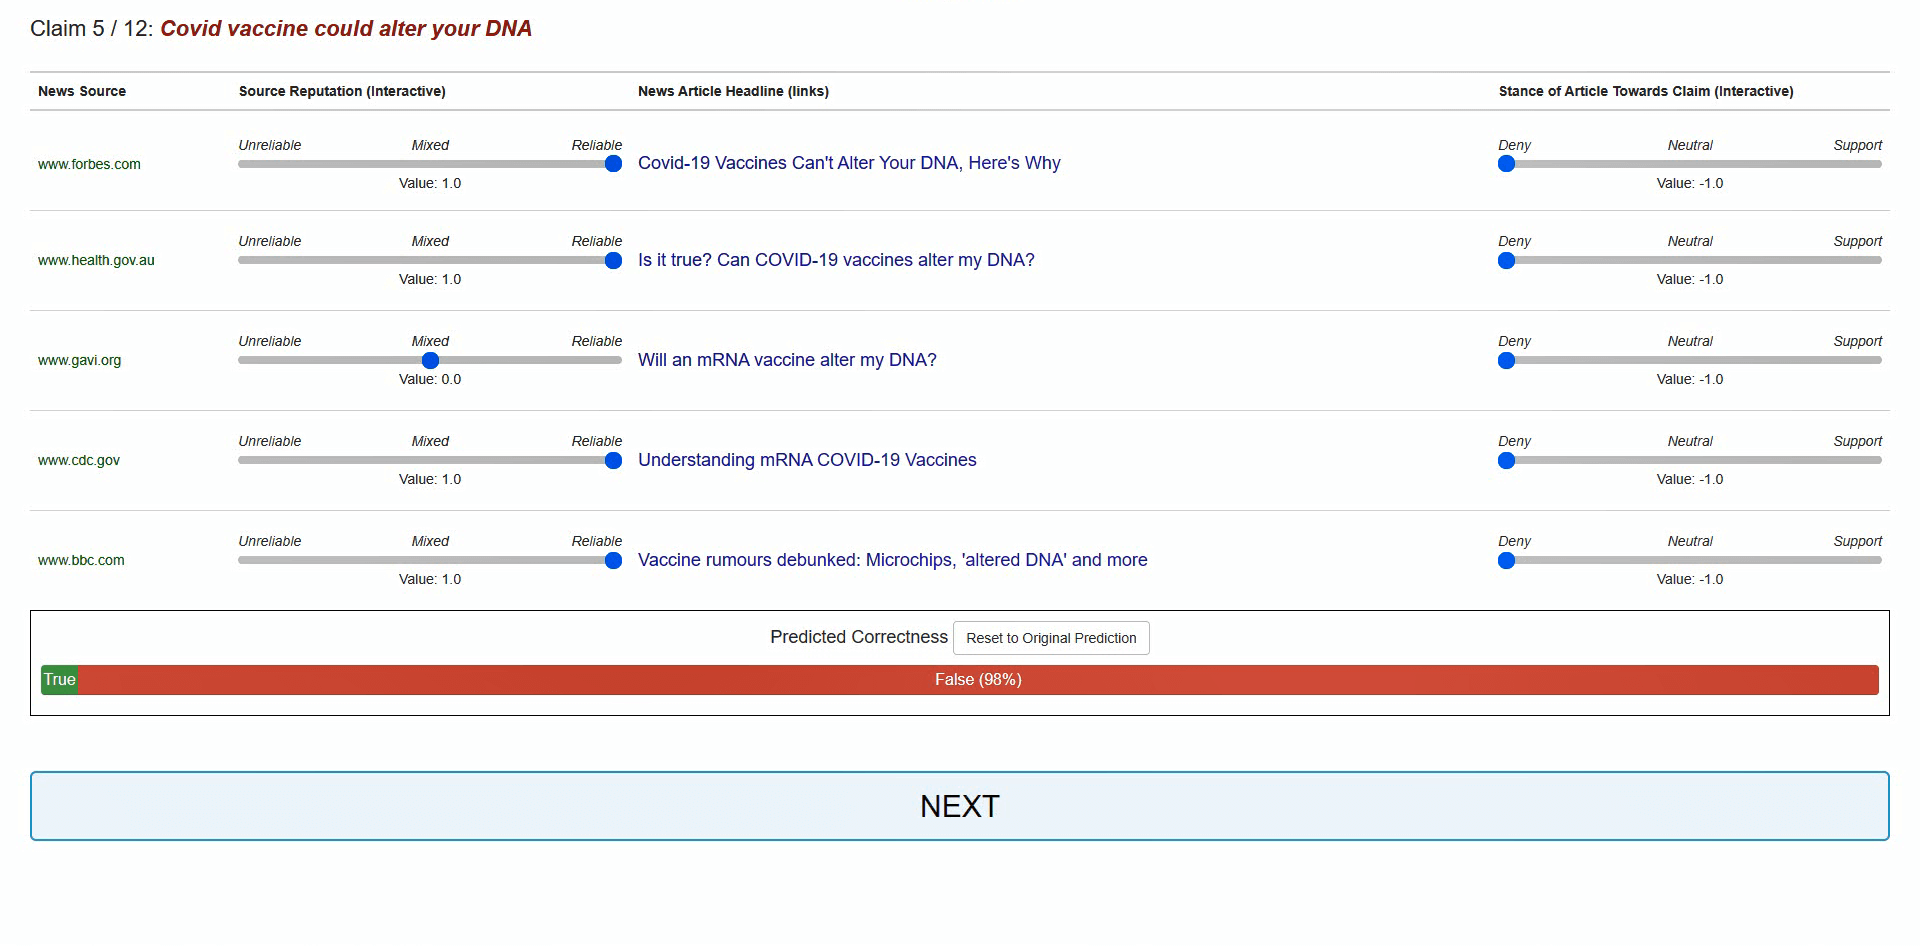 Claim 5 / 12: Covid vaccine could alter your DNA
News Source Source Reputation (Interactive) News Article Headline (links) Stance of Article Towards Claim (Interactive)
Unreliable Mixed Reliable Deny Neutral Support
www.forbes.com Covid-19 Vaccines Can't Alter Your DNA, Here's Why
Value: 1.0 Value: -1.0
Unreliable Mixed Reliable Deny Neutral Support
www.health.gov.au Is it true? Can COVID-19 vaccines alter my DNA?
Value: 1.0 Value: -1.0
Unreliable Mixed Reliable Deny Neutral Support
www.gavi.org Will an mRNA vaccine alter my DNA?
Value: 0.0 Value: -1.0
Unreliable Mixed Reliable Deny Neutral Support
www.cdc.gov Understanding mRNA COVID-19 Vaccines
Value: 1.0 Value: -1.0
Unreliable Mixed Reliable Deny Neutral Support
www.bbc.com Vaccine rumours debunked: Microchips, 'altered DNA' and more
Value: 1.0 Value: -1.0
Predicted Correctness Reset to Original Prediction
True False (98%)
NEXT